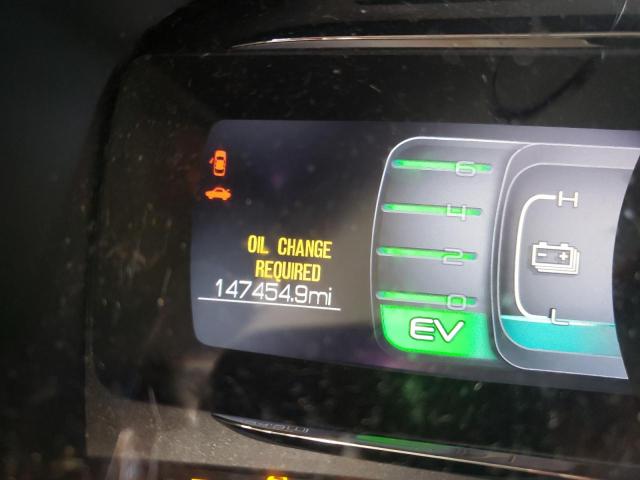 OIL CHANGE
REQUIRED
147454.9mi
6
4
2
0
EV
H
L